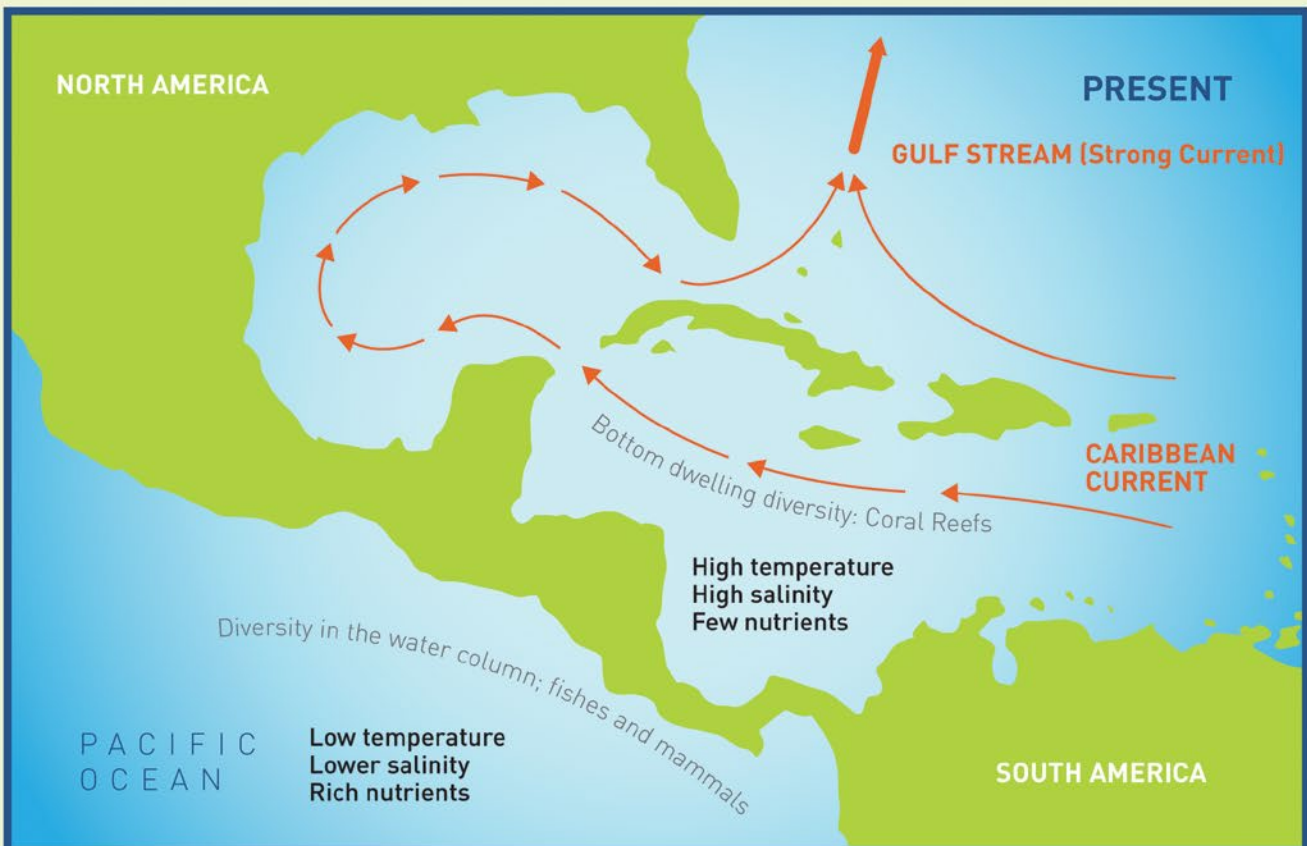 NORTH AMERICA
PRESENT
GULF STREAM (Strong Current)
CARIBBEAN
CURRENT
Bottom dwelling diversity: Coral Reefs
High temperature
High salinity
Few nutrients
Diversity in the water column; fishes and mammals
PACIFIC
OCEAN
Low temperature
Lower salinity
Rich nutrients
SOUTH AMERICA